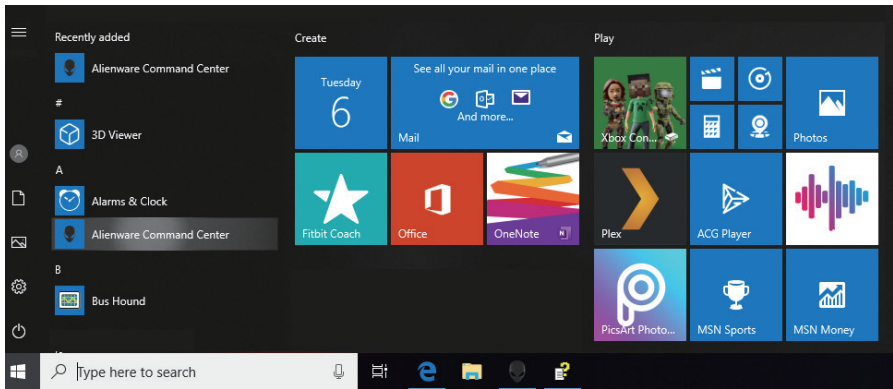 Recently added
Alienware Command Center
#
3D Viewer
A
Alarms & Clock
Alienware Command Center
B
Bus Hound
Create
Tuesday
6
See all your mail in one place
And more...
Mail
Fitbit Coach
Office
OneNote
Play
Xbox Con...
Photos
Plex
ACG Player
PicsArt Photo...
MSN Sports
MSN Money
Type here to search